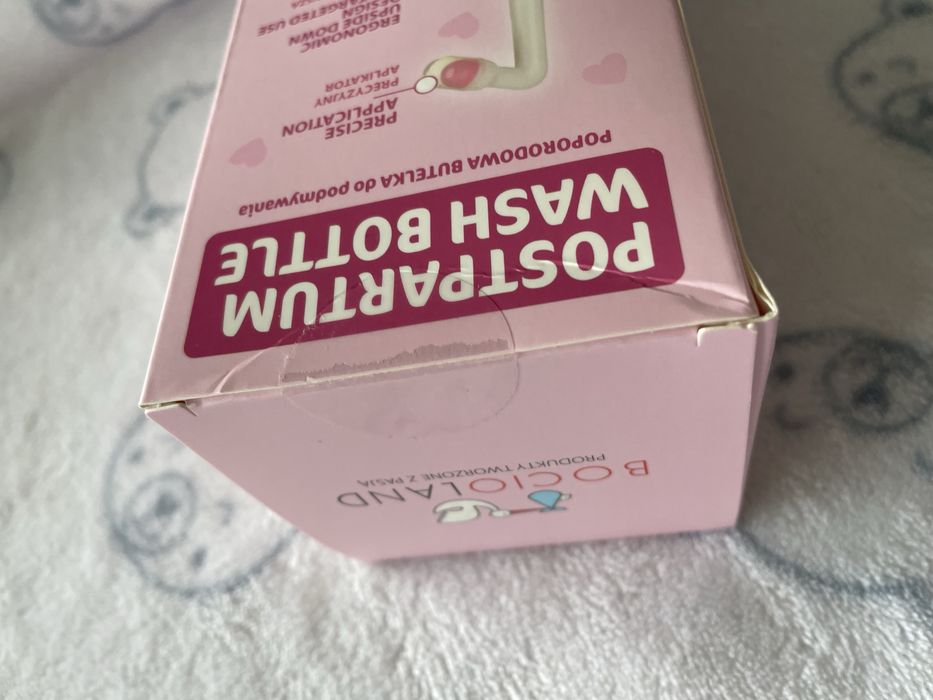 BOCIOLAND
PRODUKTY TWORZONE Z PASJĄ
POSTPARTUM
WASH BOTTLE
POPORODOWA BUTELKA do podmywania
PRECISE
APPLICATION
PRECYZYJNY
APLIKATOR
ERGONOMIC
UPSIDE DOWN
DESIGN
TARGETED USE